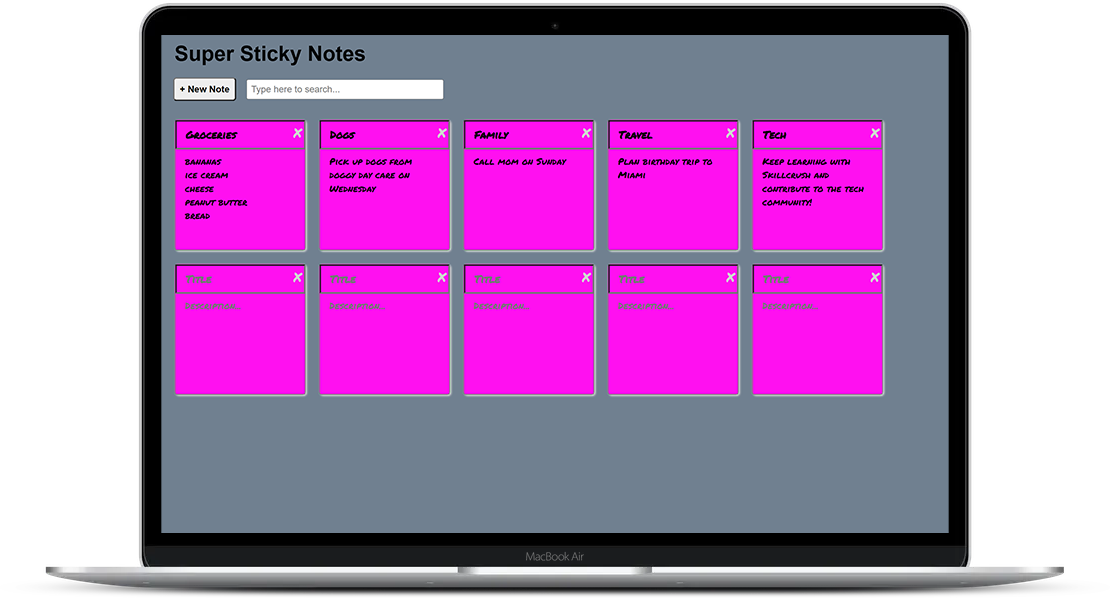 Super Sticky Notes
+ New Note
Type here to search...
Groceries
bananas
ice cream
cheese
peanut butter
bread
Dogs
Pick up dogs from
doggy day care on
Wednesday
Family
Call mom on Sunday
Travel
Plan birthday trip to
Miami
Tech
Keep learning with
Skillcrush and
contribute to the tech
community!
Title
Title
Title
Title
Title
Description...
Description...
Description...
Description...
Description...
MacBook Air